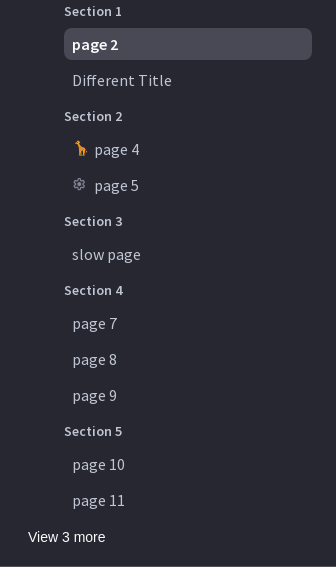 Section 1
page 2
Different Title
Section 2
page 4
page 5
Section 3
slow page
Section 4
page 7
page 8
page 9
Section 5
page 10
page 11
View 3 more